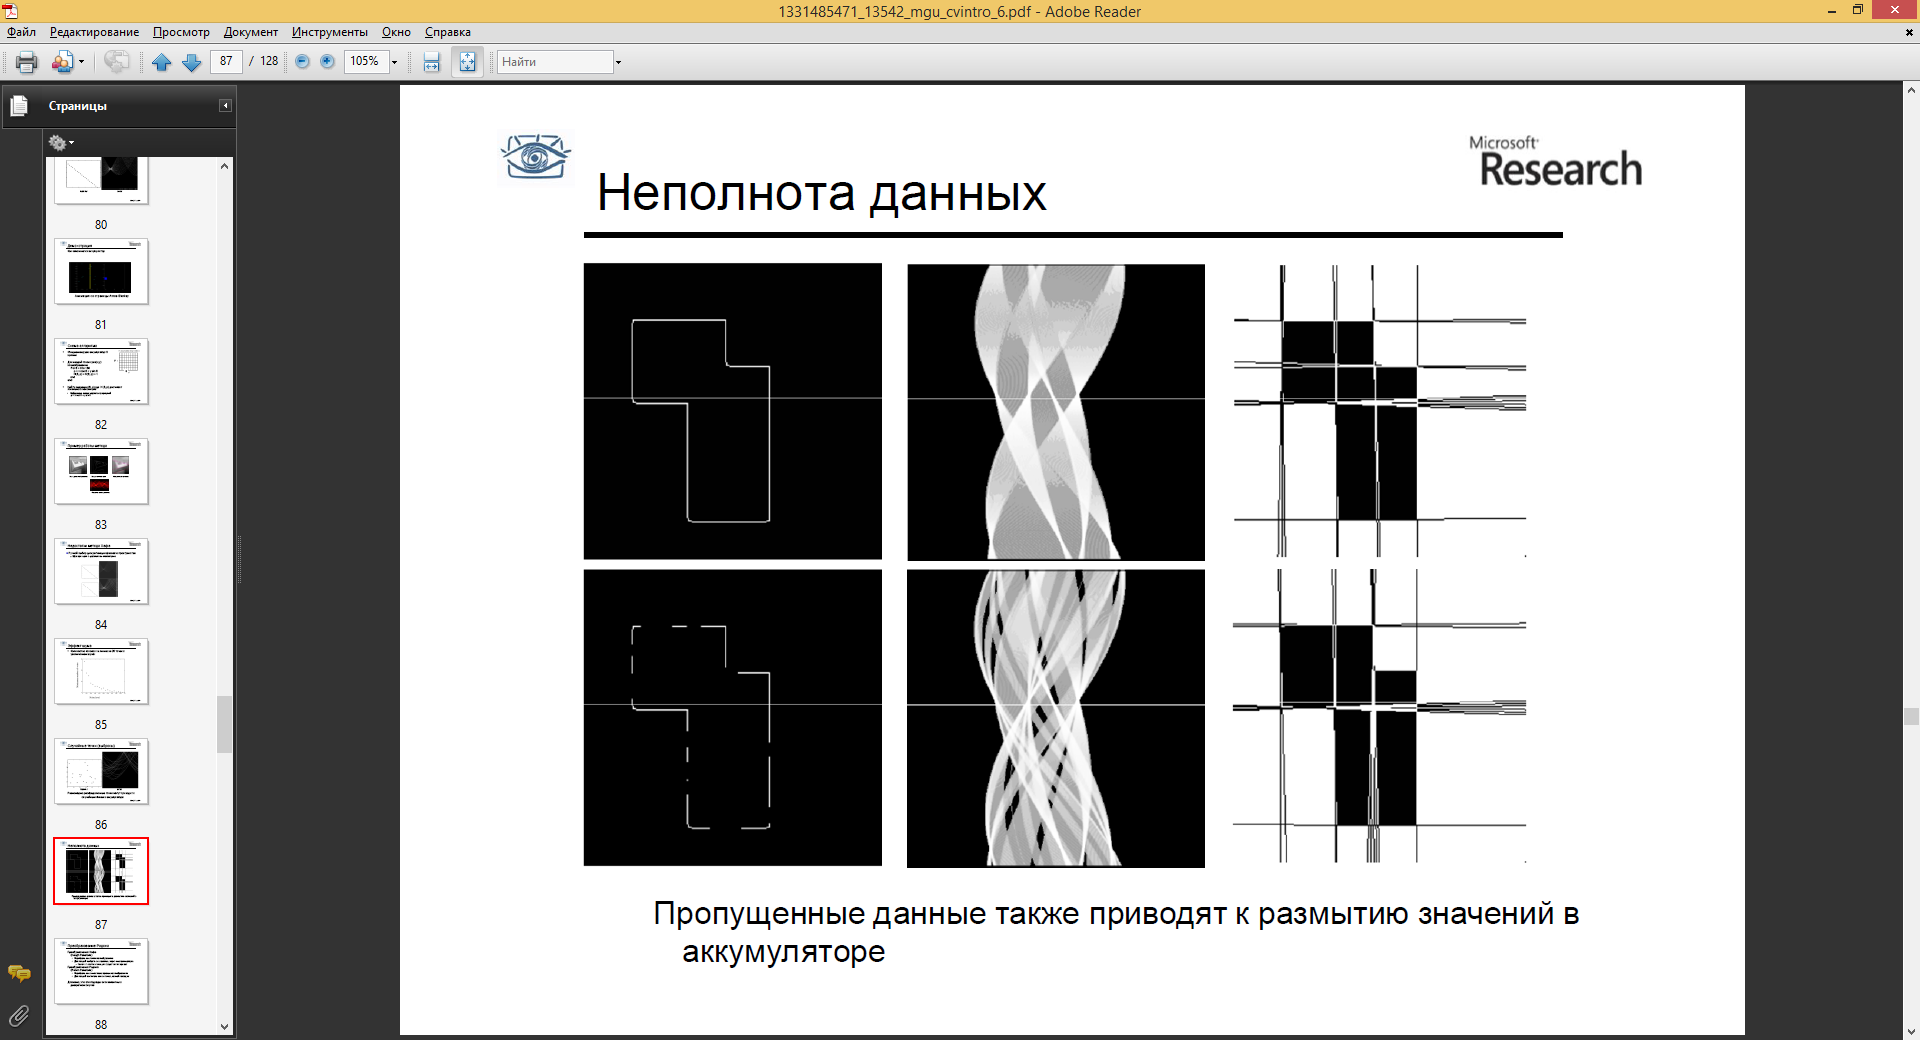 1331485471_13542_mgu_cvintro_6.pdf - Adobe Reader
Файл Редактирование Просмотр Документ Инструменты Окно Справка
87 / 128 105% Найти
Страницы
80
81
82
83
84
85
86
87
88
Microsoft
Research
Неполнота данных
Пропущенные данные также приводят к размытию значений в
аккумуляторе